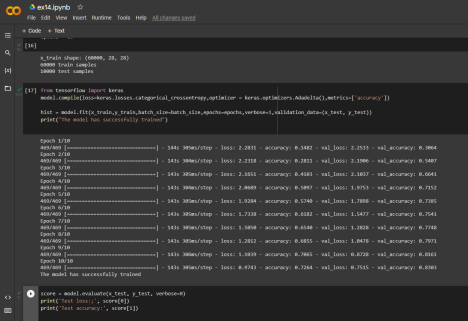 ex14.ipynb
File Edit View Insert Runtime Tools Help All changes saved
+ Code + Text
[16]
x_train shape: (60000, 28, 28)
60000 train samples
10000 test samples
[17] from tensorflow import keras
model.compile(loss=keras.losses.categorical_crossentropy,optimizer = keras.optimizers.Adadelta(),metrics=['accuracy'])
hist = model.fit(x_train,y_train,batch_size=batch_size,epochs=epochs,verbose=1,validation_data=(x_test, y_test))
print("The model has successfully trained")
Epoch 1/10
469/469 [==============================] - 144s 305ms/step - loss: 2.2831 - accuracy: 0.1482 - val_loss: 2.2533 - val_accuracy: 0.3064
Epoch 2/10
469/469 [==============================] - 143s 305ms/step - loss: 2.2318 - accuracy: 0.2811 - val_loss: 2.1906 - val_accuracy: 0.5407
Epoch 3/10
469/469 [==============================] - 143s 305ms/step - loss: 2.1651 - accuracy: 0.4103 - val_loss: 2.1037 - val_accuracy: 0.6641
Epoch 4/10
469/469 [==============================] - 143s 305ms/step - loss: 2.0689 - accuracy: 0.5097 - val_loss: 1.9753 - val_accuracy: 0.7152
Epoch 5/10
469/469 [==============================] - 143s 305ms/step - loss: 1.9284 - accuracy: 0.5740 - val_loss: 1.7898 - val_accuracy: 0.7385
Epoch 6/10
469/469 [==============================] - 143s 305ms/step - loss: 1.7338 - accuracy: 0.6182 - val_loss: 1.5477 - val_accuracy: 0.7541
Epoch 7/10
469/469 [==============================] - 143s 305ms/step - loss: 1.5050 - accuracy: 0.6540 - val_loss: 1.2828 - val_accuracy: 0.7748
Epoch 8/10
469/469 [==============================] - 143s 305ms/step - loss: 1.2812 - accuracy: 0.6855 - val_loss: 1.0476 - val_accuracy: 0.7971
Epoch 9/10
469/469 [==============================] - 143s 305ms/step - loss: 1.1039 - accuracy: 0.7065 - val_loss: 0.8728 - val_accuracy: 0.8161
Epoch 10/10
469/469 [==============================] - 143s 305ms/step - loss: 0.9743 - accuracy: 0.7264 - val_loss: 0.7515 - val_accuracy: 0.8303
The model has successfully trained
score = model.evaluate(x_test, y_test, verbose=0)
print('Test loss:;', score[0])
print('Test accuracy:', score[1])